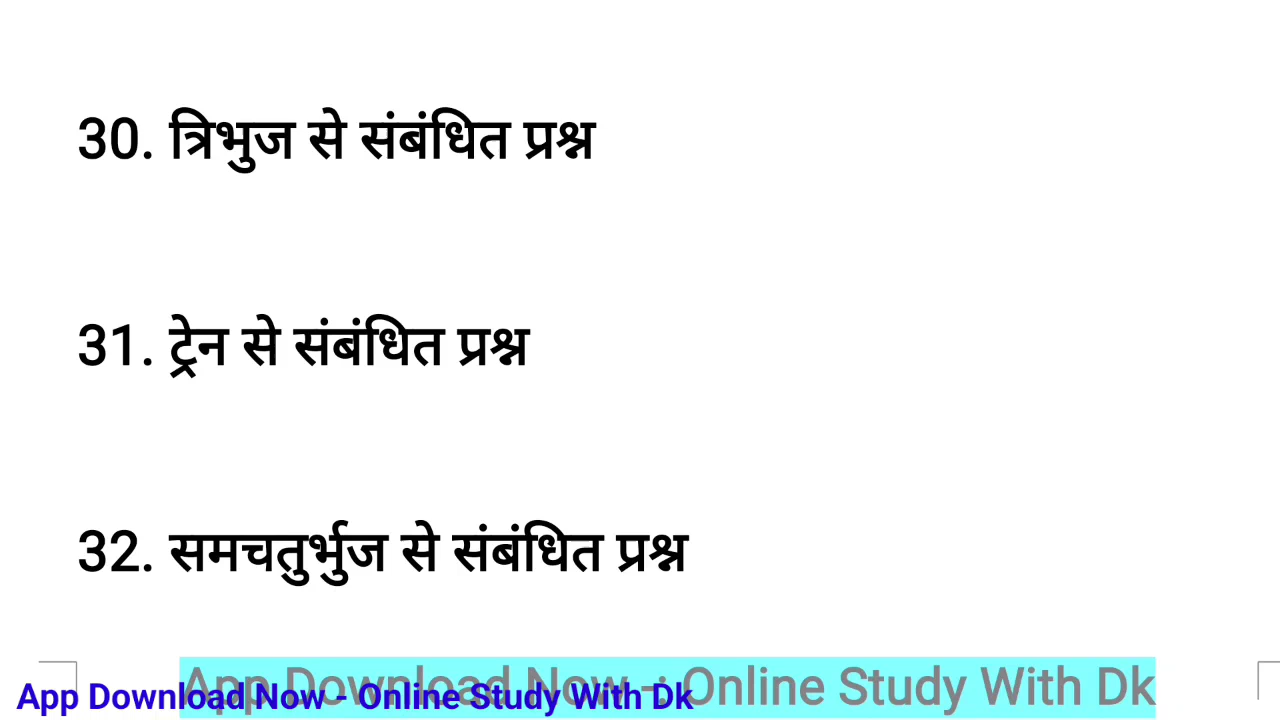 30. त्रिभुज से संबंधित प्रश्न
31. ट्रेन से संबंधित प्रश्न
32. समचतुर्भुज से संबंधित प्रश्न
App Download Now -: Online Study With Dk
App Download Now - Online Study With Dk